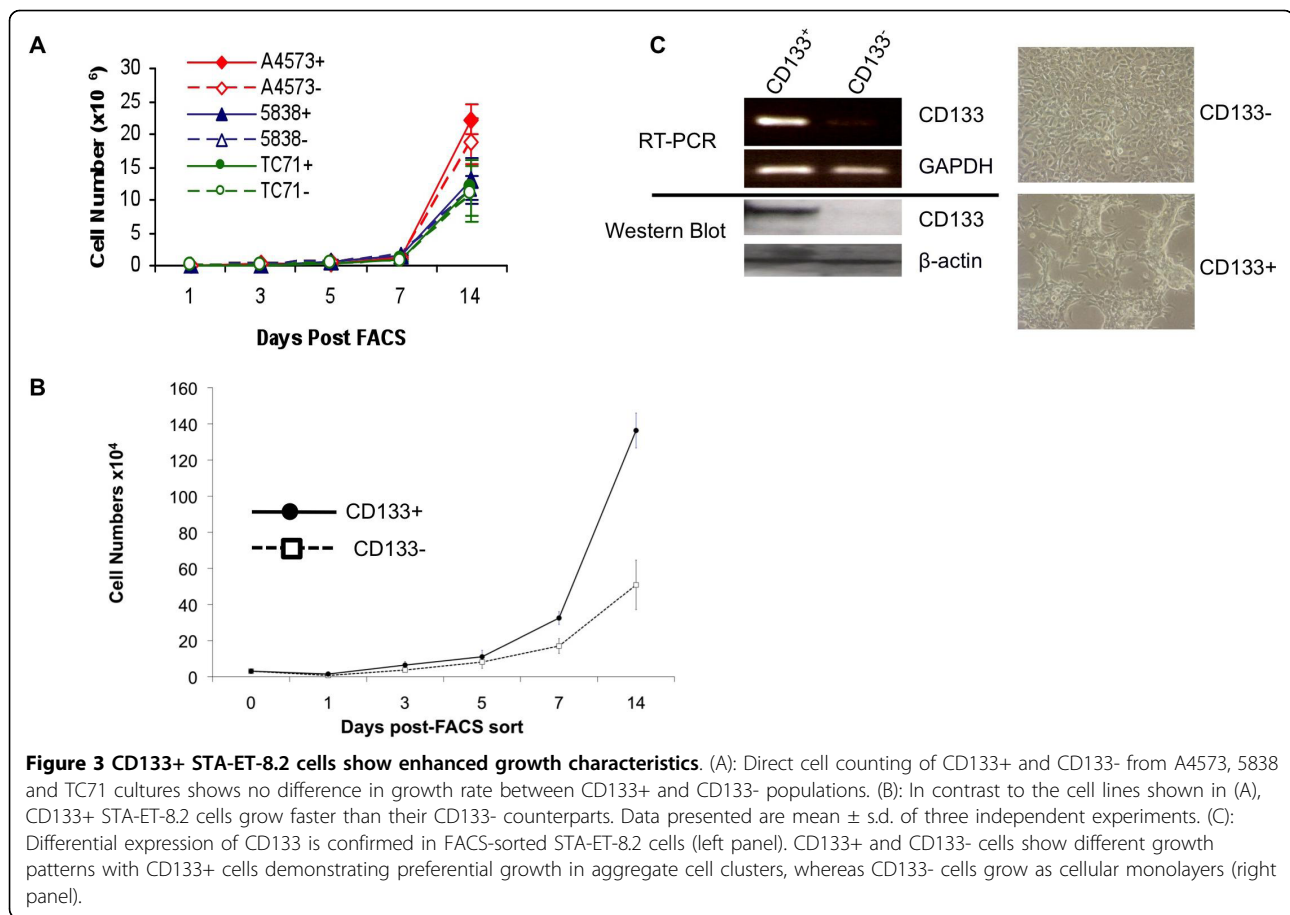 A
Cell Number (x10 ⁶)
30
25
20
15
10
5
0
A4573+
A4573-
5838+
5838-
TC71+
TC71-
1 3 5 7 14
Days Post FACS
C
CD133⁺ CD133⁻
RT-PCR
CD133
GAPDH
Western Blot
CD133
β-actin
CD133-
CD133+
B
Cell Numbers x10⁴
160
140
120
100
80
60
40
20
0
CD133+
CD133-
0 1 3 5 7 14
Days post-FACS sort
Figure 3 CD133+ STA-ET-8.2 cells show enhanced growth characteristics. (A): Direct cell counting of CD133+ and CD133- from A4573, 5838
and TC71 cultures shows no difference in growth rate between CD133+ and CD133- populations. (B): In contrast to the cell lines shown in (A),
CD133+ STA-ET-8.2 cells grow faster than their CD133- counterparts. Data presented are mean ± s.d. of three independent experiments. (C):
Differential expression of CD133 is confirmed in FACS-sorted STA-ET-8.2 cells (left panel). CD133+ and CD133- cells show different growth
patterns with CD133+ cells demonstrating preferential growth in aggregate cell clusters, whereas CD133- cells grow as cellular monolayers (right
panel).